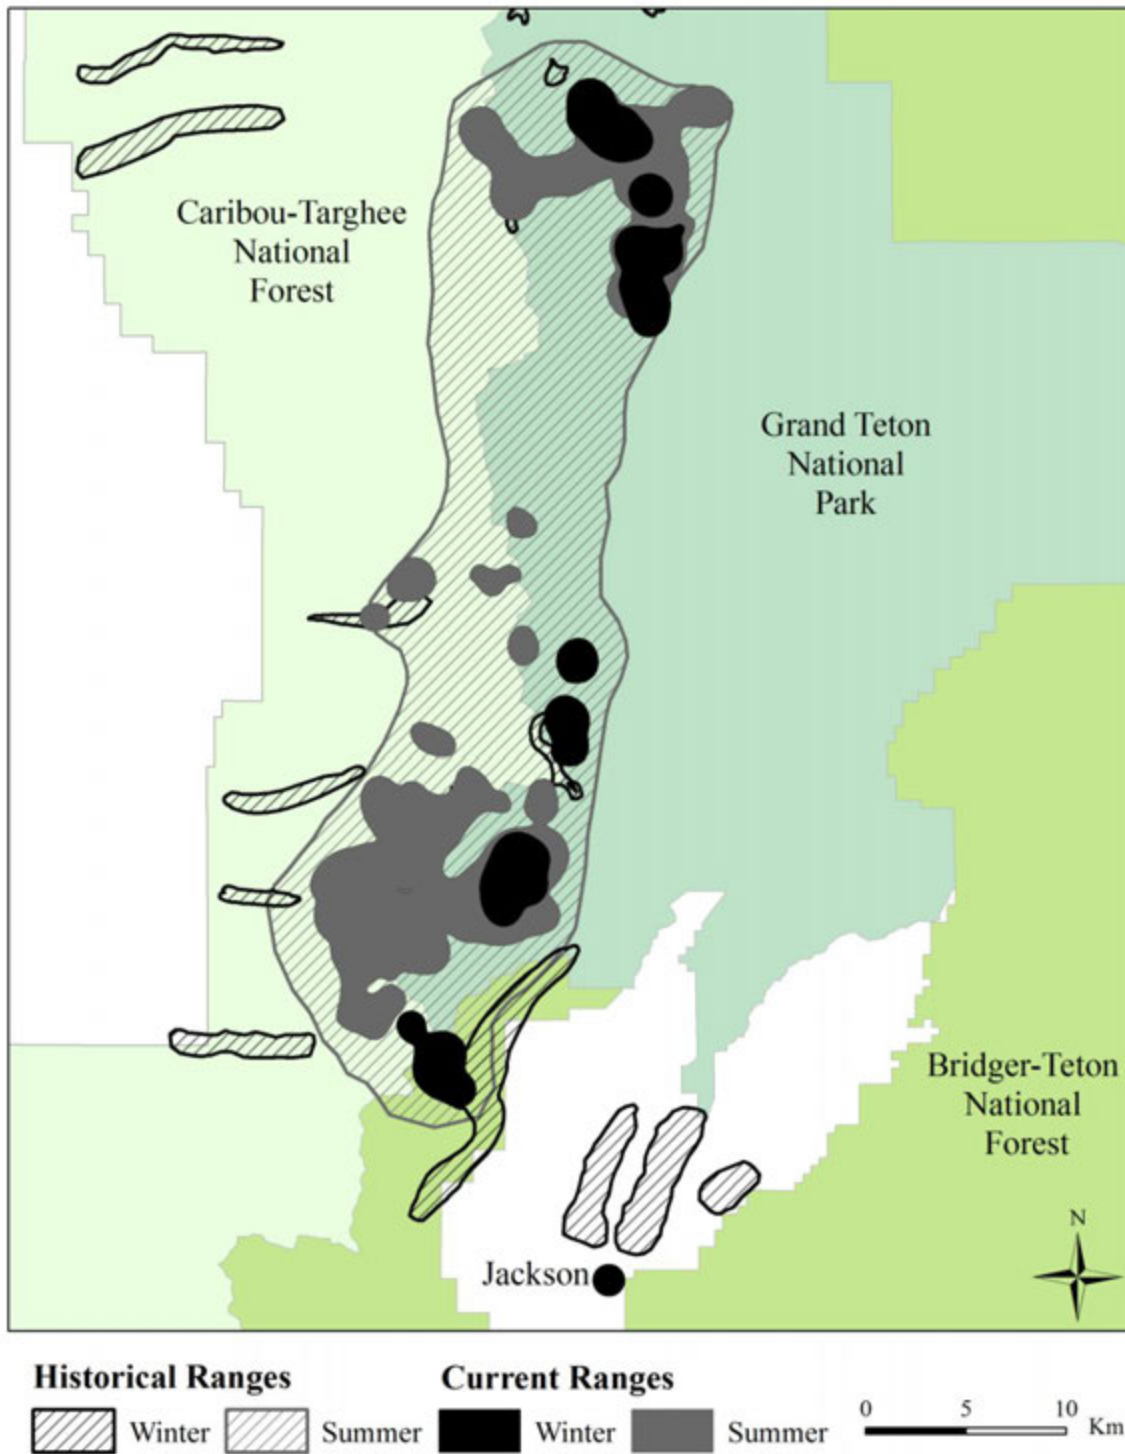 Caribou-Targhee
National
Forest
Grand Teton
National
Park
Bridger-Teton
National
Forest
N
Jackson
Historical Ranges
Current Ranges
Winter
Summer
Winter
Summer
0 5 10 Km